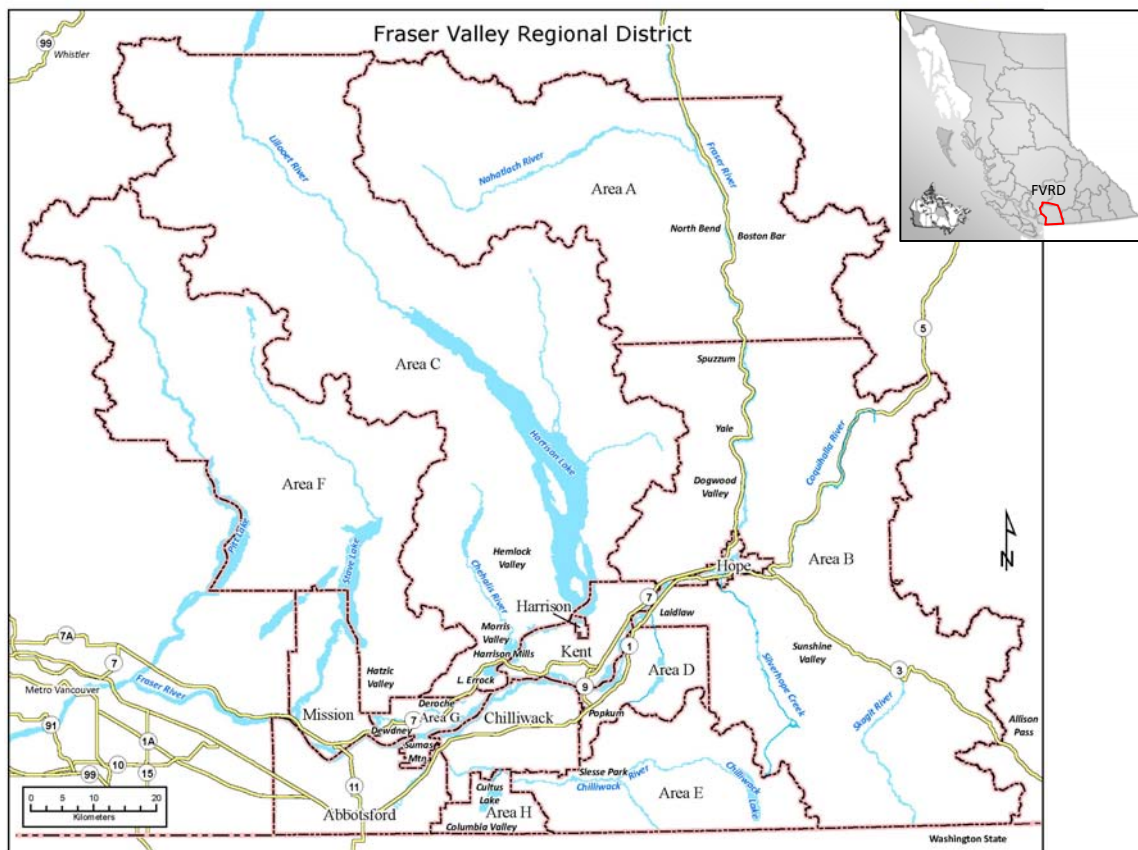 Fraser Valley Regional District
99
Whistler
FVRD
Lillooet River
Nahatlach River
Fraser River
Area A
North Bend
Boston Bar
5
Spuzzum
Area C
Yale
Coquihalla River
Harrison Lake
Dogwood
Valley
Area F
Pitt Lake
Stave Lake
Hemlock
Valley
Chehalis River
Hope
Area B
N
Harrison
7
Laidlaw
Morris
Valley
Harrison Mills
Kent
1
7A
7
Hatzic
Valley
L. Errock
Area D
Silverhope Creek
Sunshine
Valley
3
Metro Vancouver
Fraser River
9
Skagit River
Deroche
Area G
7
Mission
Dewdney
Chilliwack
Popkum
Allison
Pass
91
1A
Sumas
Mtn
99
10
15
11
Slesse Park
Chilliwack River
Chilliwack Lake
0 5 10 20
Kilometers
Cultus
Lake
Area E
Abbotsford
Area H
Columbia Valley
Washington State